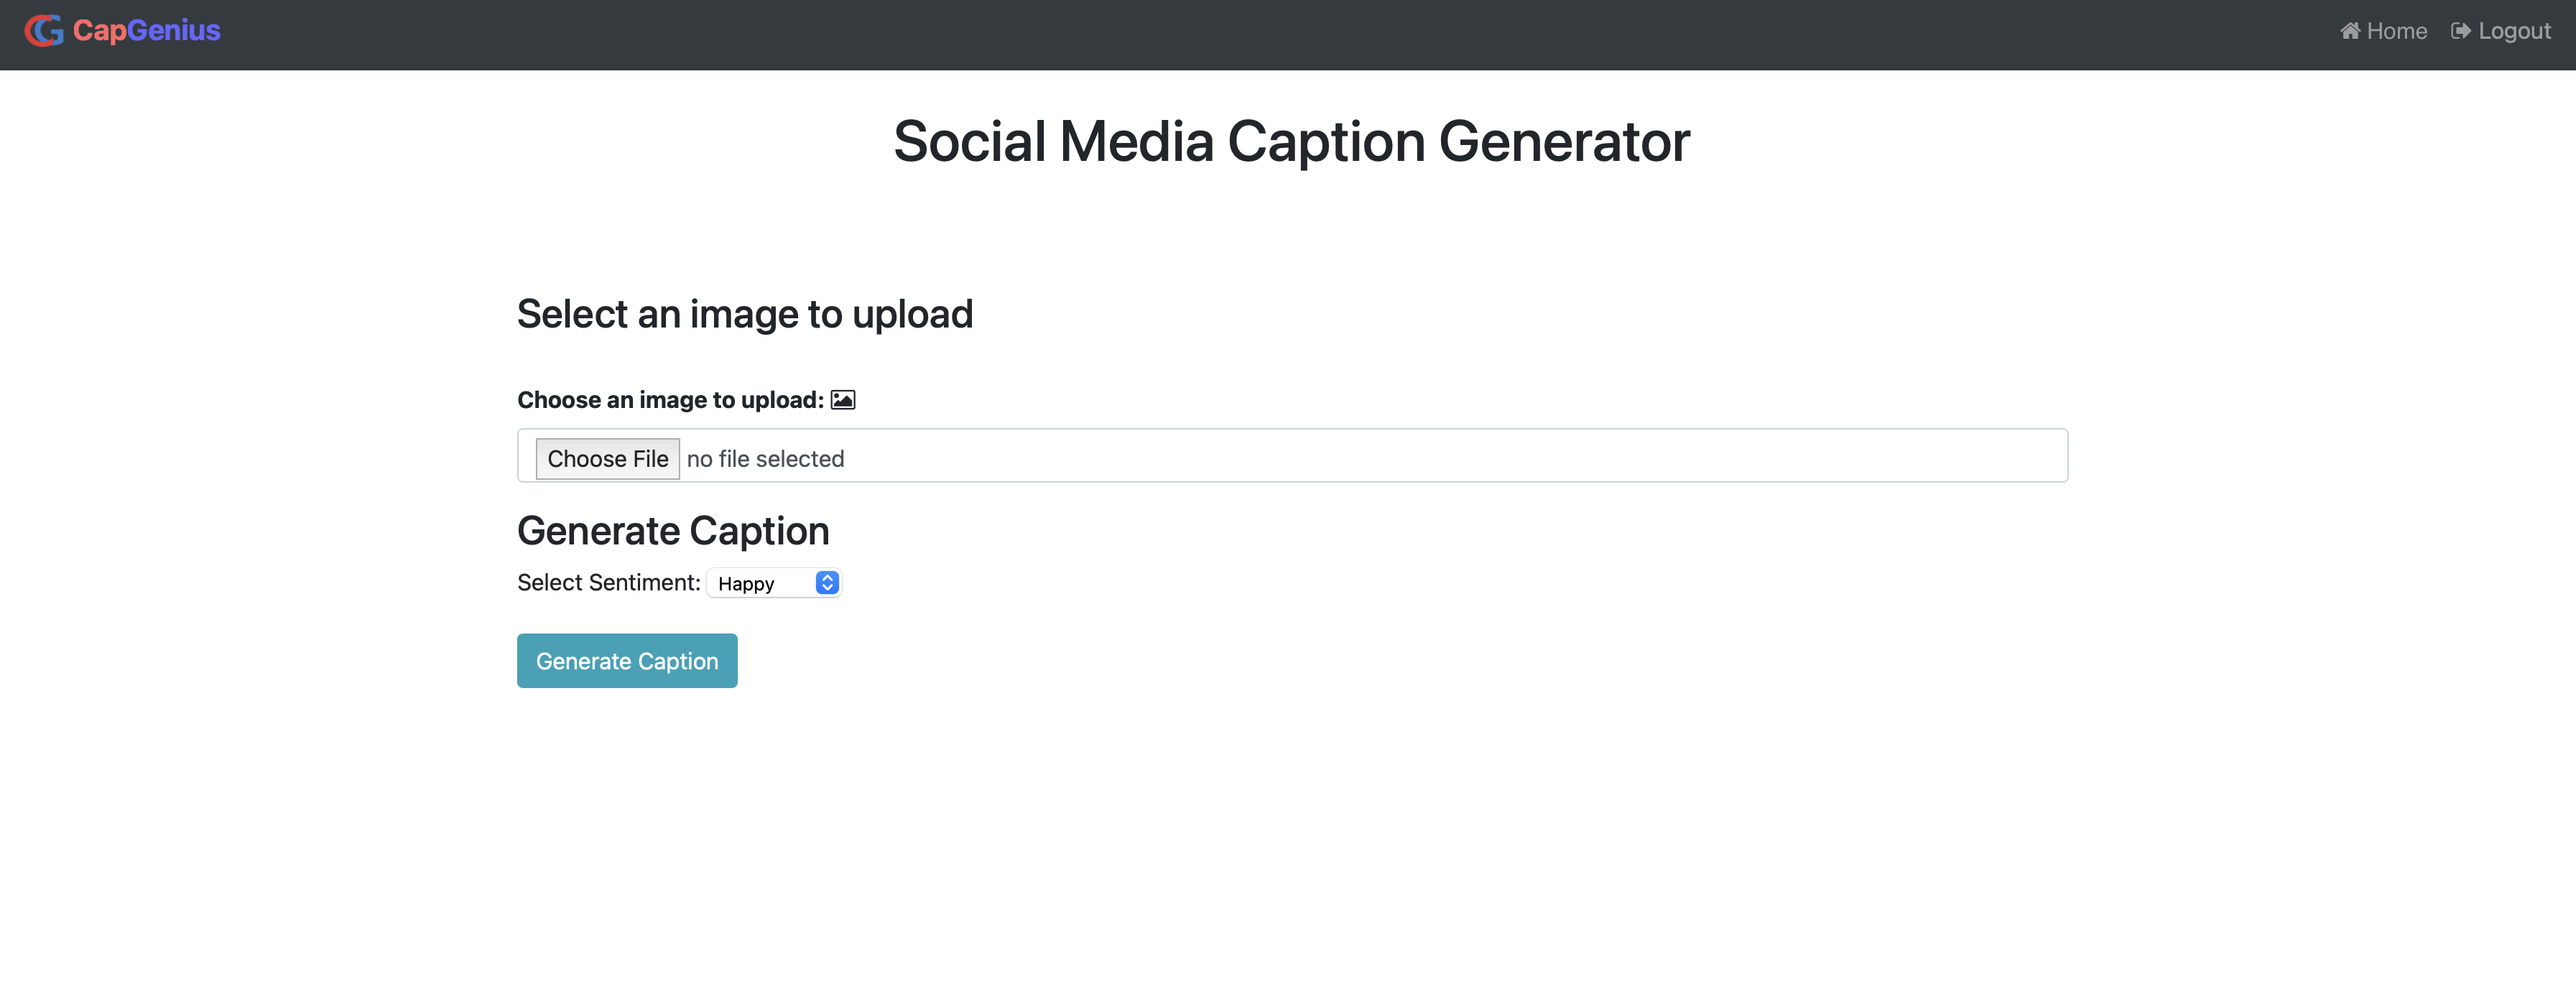 CapGenius
Home Logout
Social Media Caption Generator
Select an image to upload
Choose an image to upload:
Choose File no file selected
Generate Caption
Select Sentiment: Happy
Generate Caption